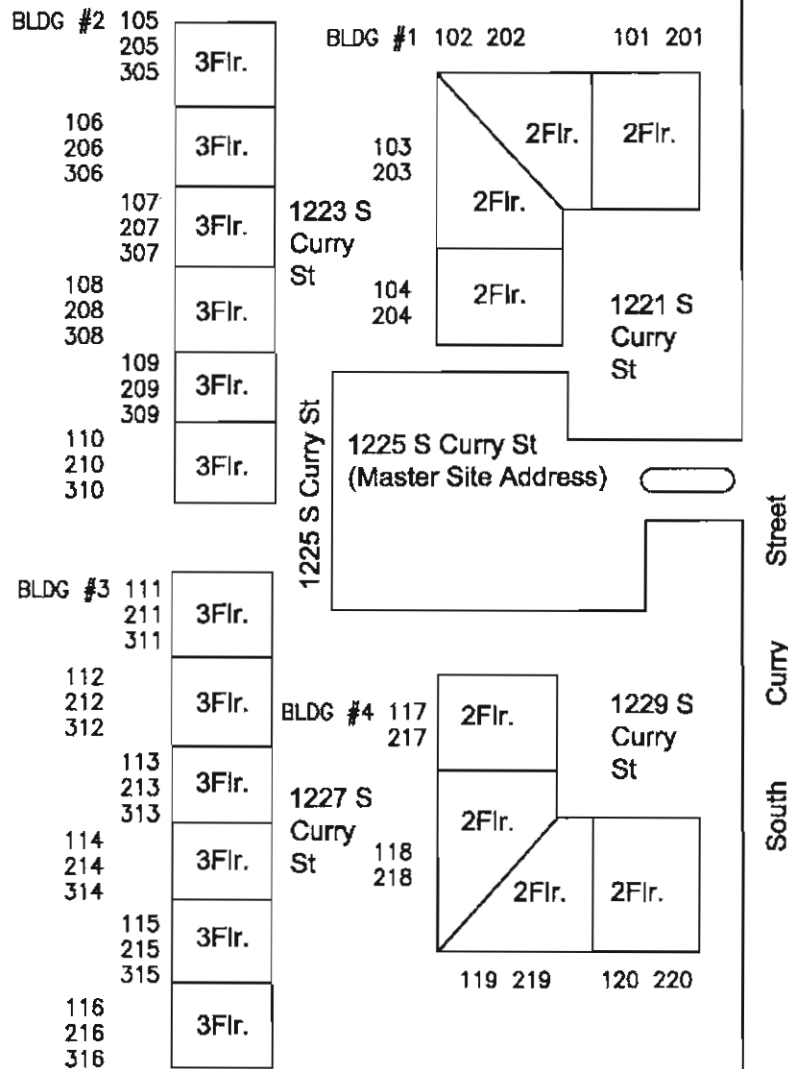 BLDG #2 105
205
305
3Flr.
106
206
306
3Flr.
107
207
307
3Flr.
108
208
308
3Flr.
109
209
309
3Flr.
110
210
310
3Flr.
1223 S
Curry
St
BLDG #1 102 202
101 201
2Flr.
2Flr.
103
203
2Flr.
104
204
2Flr.
1221 S
Curry
St
1225 S Curry St
1225 S Curry St
(Master Site Address)
South Curry Street
BLDG #3 111
211
311
3Flr.
112
212
312
3Flr.
113
213
313
3Flr.
114
214
314
3Flr.
115
215
315
3Flr.
116
216
316
3Flr.
1227 S
Curry
St
BLDG #4 117
217
2Flr.
118
218
2Flr.
2Flr.
2Flr.
119 219
120 220
1229 S
Curry
St